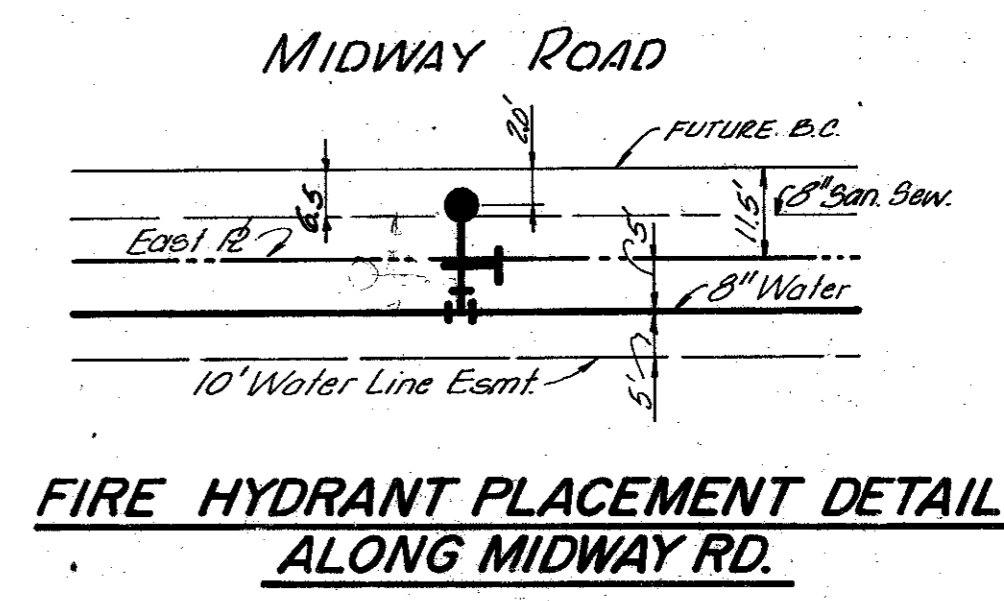 MIDWAY ROAD
2.0'
FUTURE B.C.
6.5'
11.5'
8" San. Sew.
East
5'
8" Water
10' Water Line Esmt.
5'
FIRE HYDRANT PLACEMENT DETAIL
ALONG MIDWAY RD.